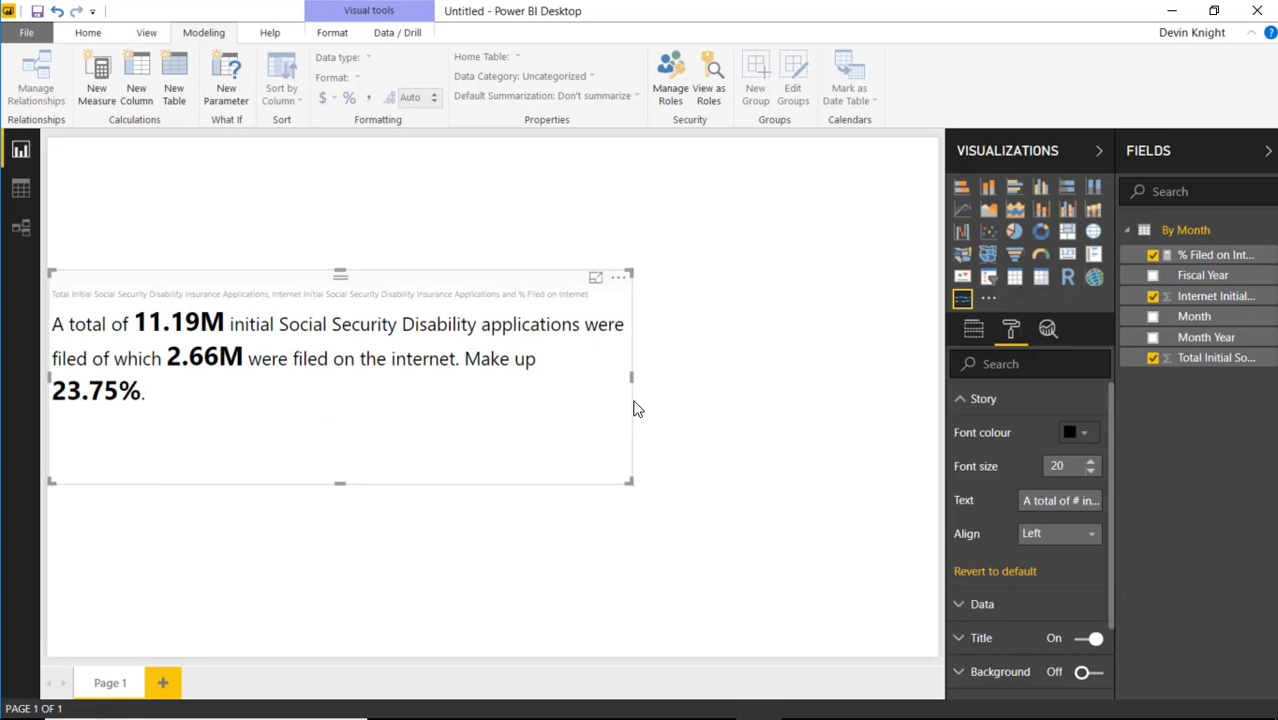 Visual tools
Untitled - Power BI Desktop
File
Home
View
Modeling
Help
Format
Data / Drill
Devin Knight
?
Manage
Relationships
Relationships
New
Measure
New
Column
New
Table
Calculations
New
Parameter
What If
Sort by
Column
Sort
Data type:
Format:
$ % , Auto
Formatting
Home Table:
Data Category: Uncategorized
Default Summarization: Don't summarize
Properties
Manage
Roles
View as
Roles
Security
New
Group
Edit
Groups
Groups
Mark as
Date Table
Calendars
Total Initial Social Security Disability Insurance Applications, Internet Initial Social Security Disability Insurance Applications and % Filed on Internet
A total of 11.19M initial Social Security Disability applications were
filed of which 2.66M were filed on the internet. Make up
23.75%.
VISUALIZATIONS
R
Search
Story
Font colour
Font size
20
Text
A total of # in...
Align
Left
Revert to default
Data
Title
On
Background
Off
FIELDS
Search
By Month
% Filed on Int...
Fiscal Year
Internet Initial...
Month
Month Year
Total Initial So...
Page 1
PAGE 1 OF 1